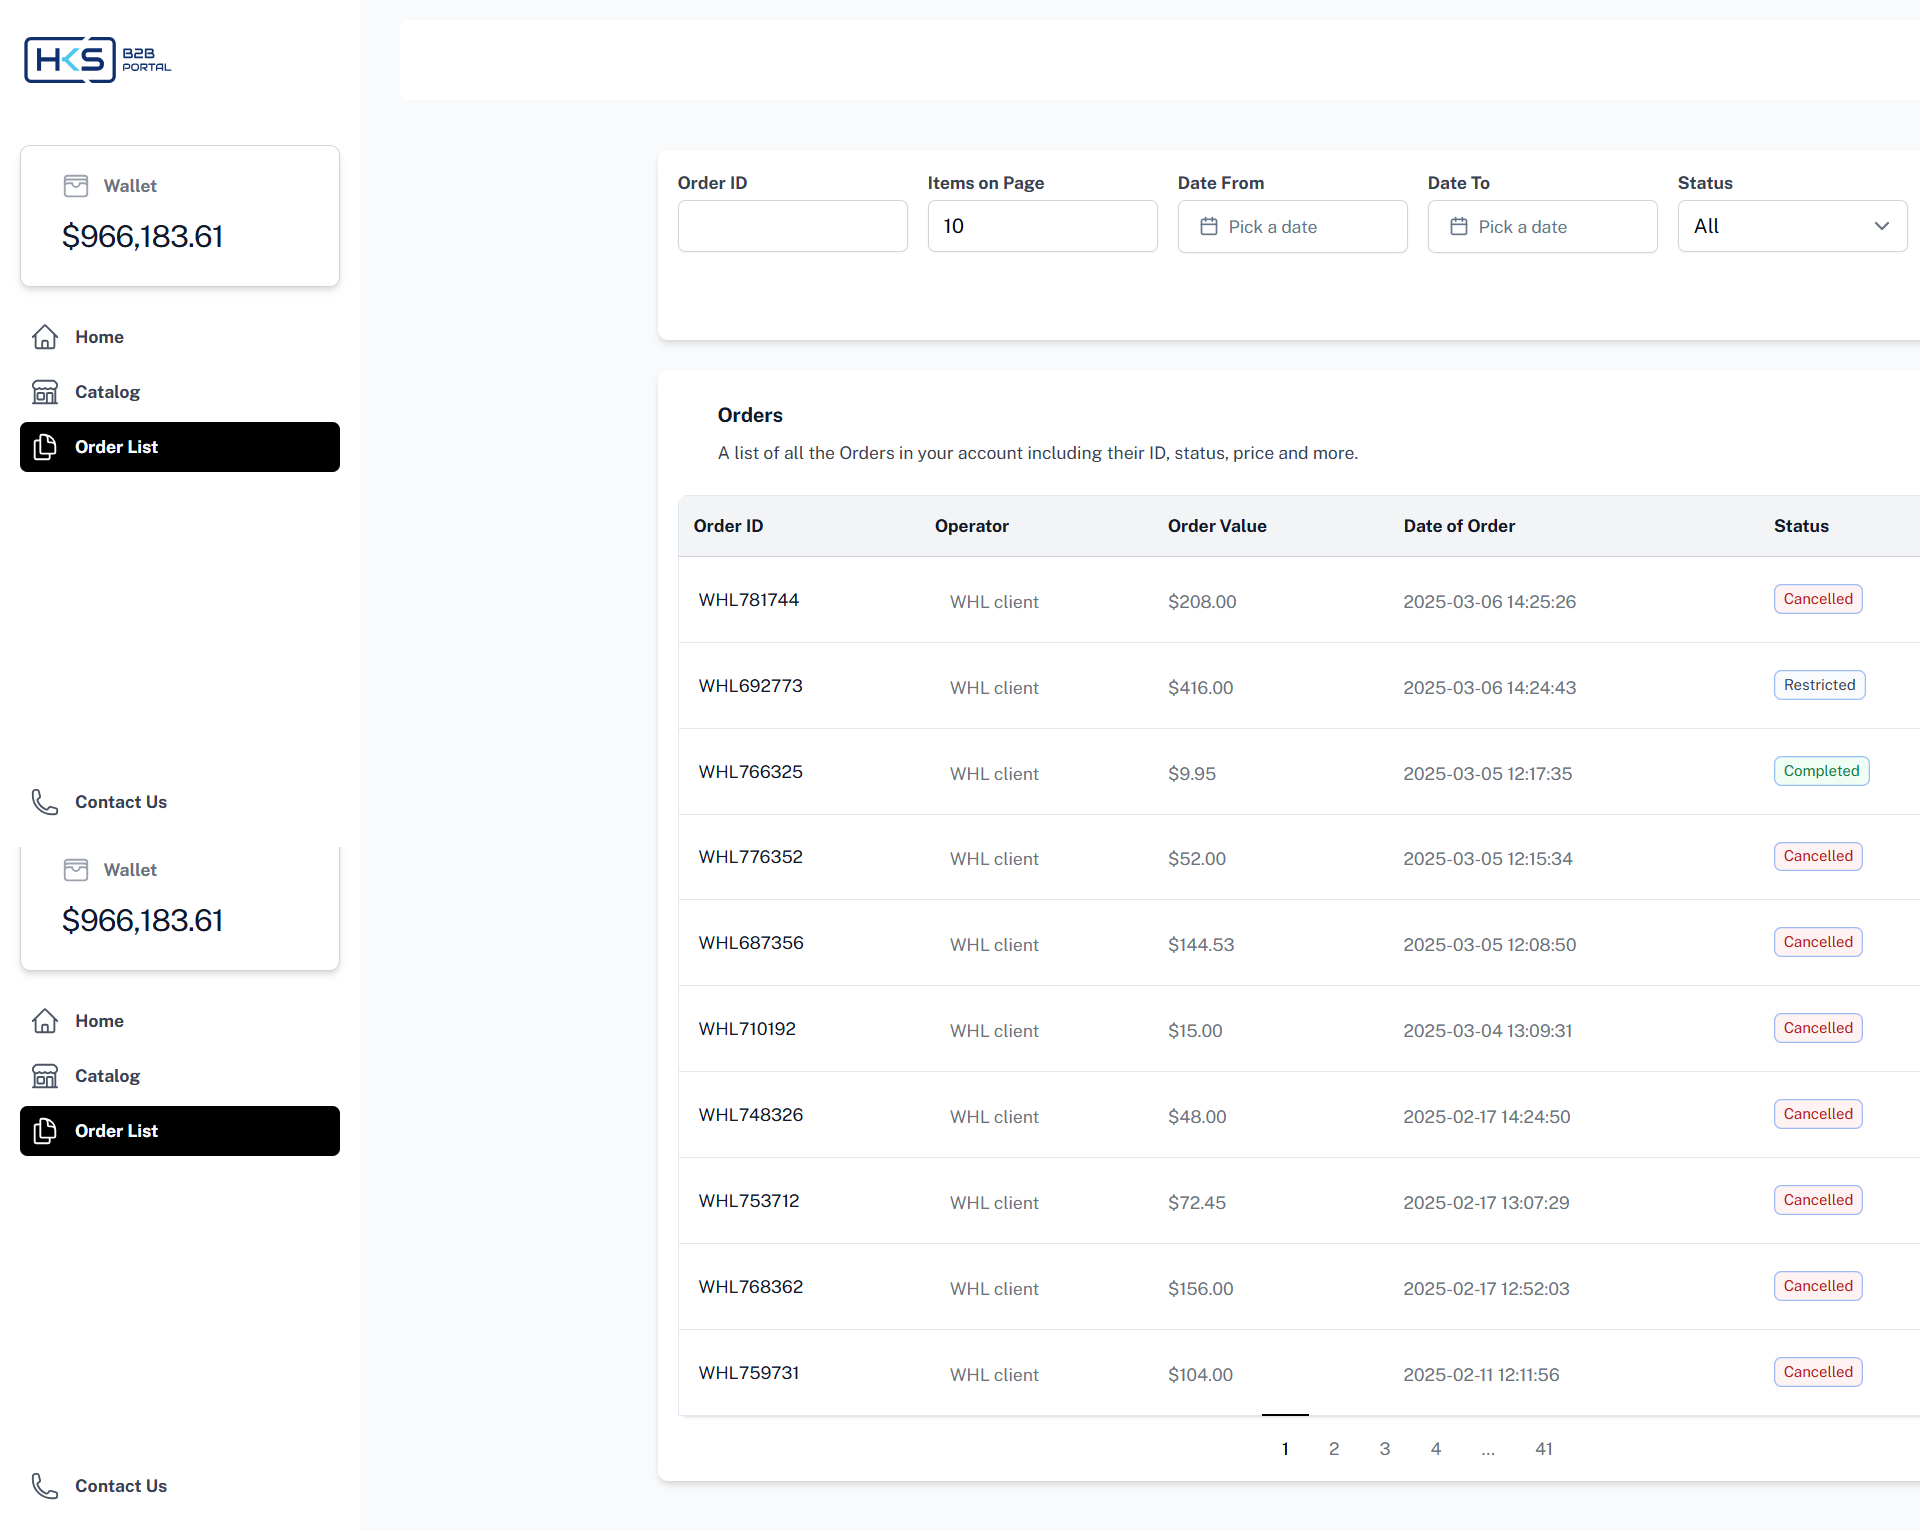 HKS B2B
PORTAL
Wallet
$966,183.61
Home
Catalog
Order List
Contact Us
Wallet
$966,183.61
Home
Catalog
Order List
Contact Us
Order ID Items on Page Date From Date To Status
10 Pick a date Pick a date All
Orders
A list of all the Orders in your account including their ID, status, price and more.
Order ID Operator Order Value Date of Order Status
WHL781744 WHL client $208.00 2025-03-06 14:25:26 Cancelled
WHL692773 WHL client $416.00 2025-03-06 14:24:43 Restricted
WHL766325 WHL client $9.95 2025-03-05 12:17:35 Completed
WHL776352 WHL client $52.00 2025-03-05 12:15:34 Cancelled
WHL687356 WHL client $144.53 2025-03-05 12:08:50 Cancelled
WHL710192 WHL client $15.00 2025-03-04 13:09:31 Cancelled
WHL748326 WHL client $48.00 2025-02-17 14:24:50 Cancelled
WHL753712 WHL client $72.45 2025-02-17 13:07:29 Cancelled
WHL768362 WHL client $156.00 2025-02-17 12:52:03 Cancelled
WHL759731 WHL client $104.00 2025-02-11 12:11:56 Cancelled
1 2 3 4 ... 41